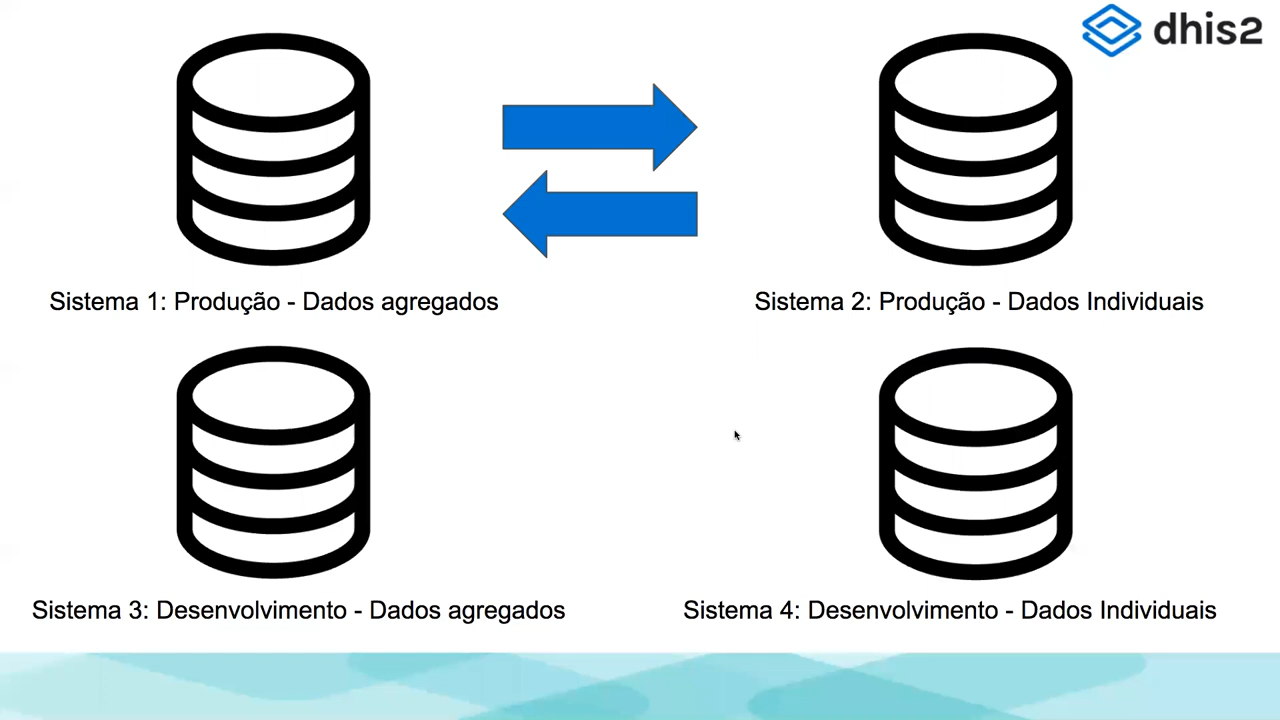 dhis2
Sistema 1: Produção - Dados agregados
Sistema 2: Produção - Dados Individuais
Sistema 3: Desenvolvimento - Dados agregados
Sistema 4: Desenvolvimento - Dados Individuais